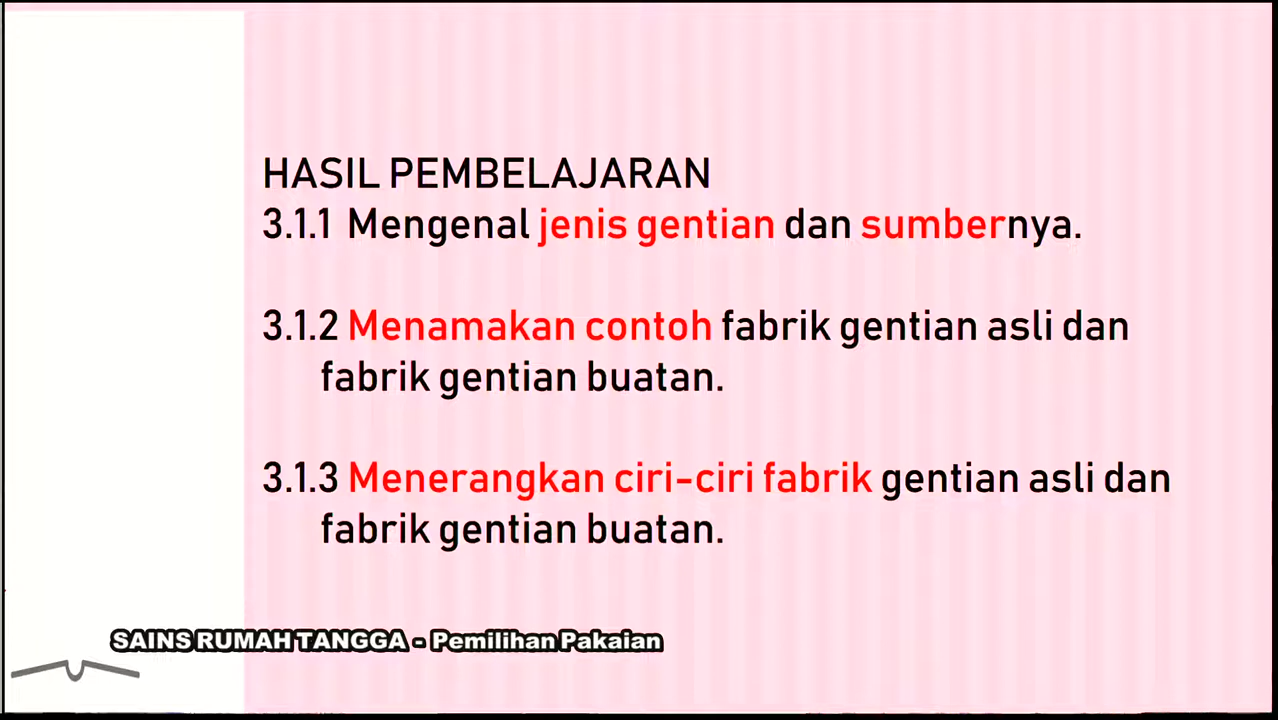 HASIL PEMBELAJARAN
3.1.1 Mengenal jenis gentian dan sumbernya.
3.1.2 Menamakan contoh fabrik gentian asli dan
fabrik gentian buatan.
3.1.3 Menerangkan ciri-ciri fabrik gentian asli dan
fabrik gentian buatan.
SAINS RUMAH TANGGA - Pemilihan Pakaian